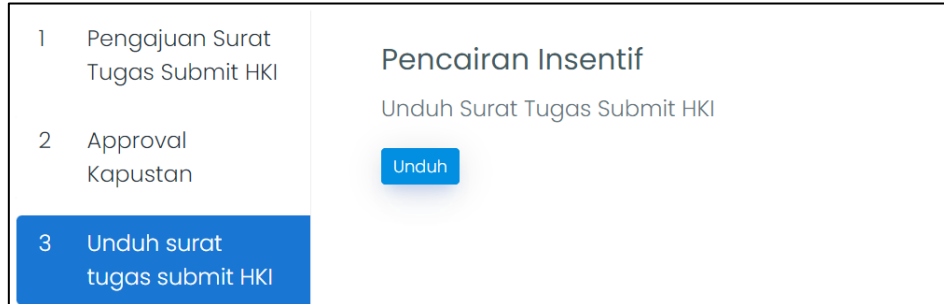 1 Pengajuan Surat
Tugas Submit HKI
2 Approval
Kapustan
3 Unduh surat
tugas submit HKI
Pencairan Insentif
Unduh Surat Tugas Submit HKI
Unduh